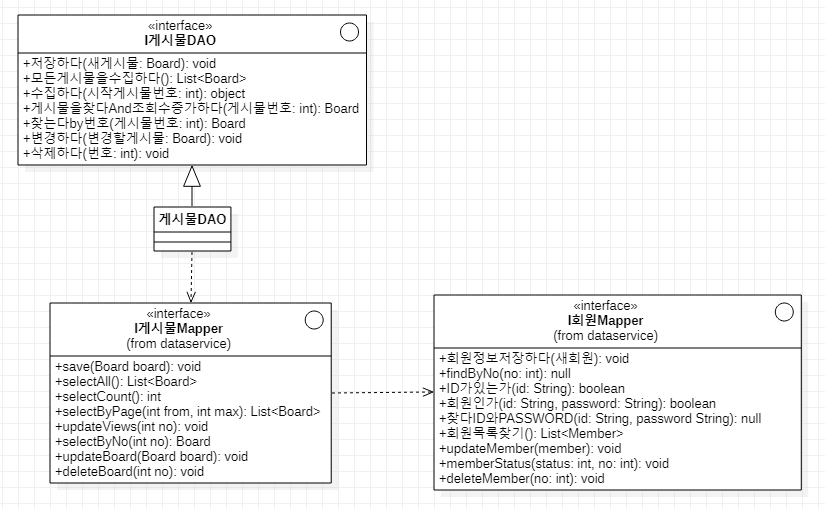 «interface»
I게시물DAO
+저장하다(새게시물: Board): void
+모든게시물을수집하다(): List<Board>
+수집하다(시작게시물번호: int): object
+게시물을찾다And조회수증가하다(게시물번호: int): Board
+찾는다by번호(게시물번호: int): Board
+변경하다(변경할게시물: Board): void
+삭제하다(번호: int): void
게시물DAO
«interface»
I게시물Mapper
(from dataservice)
+save(Board board): void
+selectAll(): List<Board>
+selectCount(): int
+selectByPage(int from, int max): List<Board>
+updateViews(int no): void
+selectByNo(int no): Board
+updateBoard(Board board): void
+deleteBoard(int no): void
«interface»
I회원Mapper
(from dataservice)
+회원정보저장하다(새회원): void
+findByNo(no: int): null
+ID가있는가(id: String): boolean
+회원인가(id: String, password: String): boolean
+찾다ID와PASSWORD(id: String, password String): null
+회원목록찾기(): List<Member>
+updateMember(member): void
+memberStatus(status: int, no: int): void
+deleteMember(no: int): void